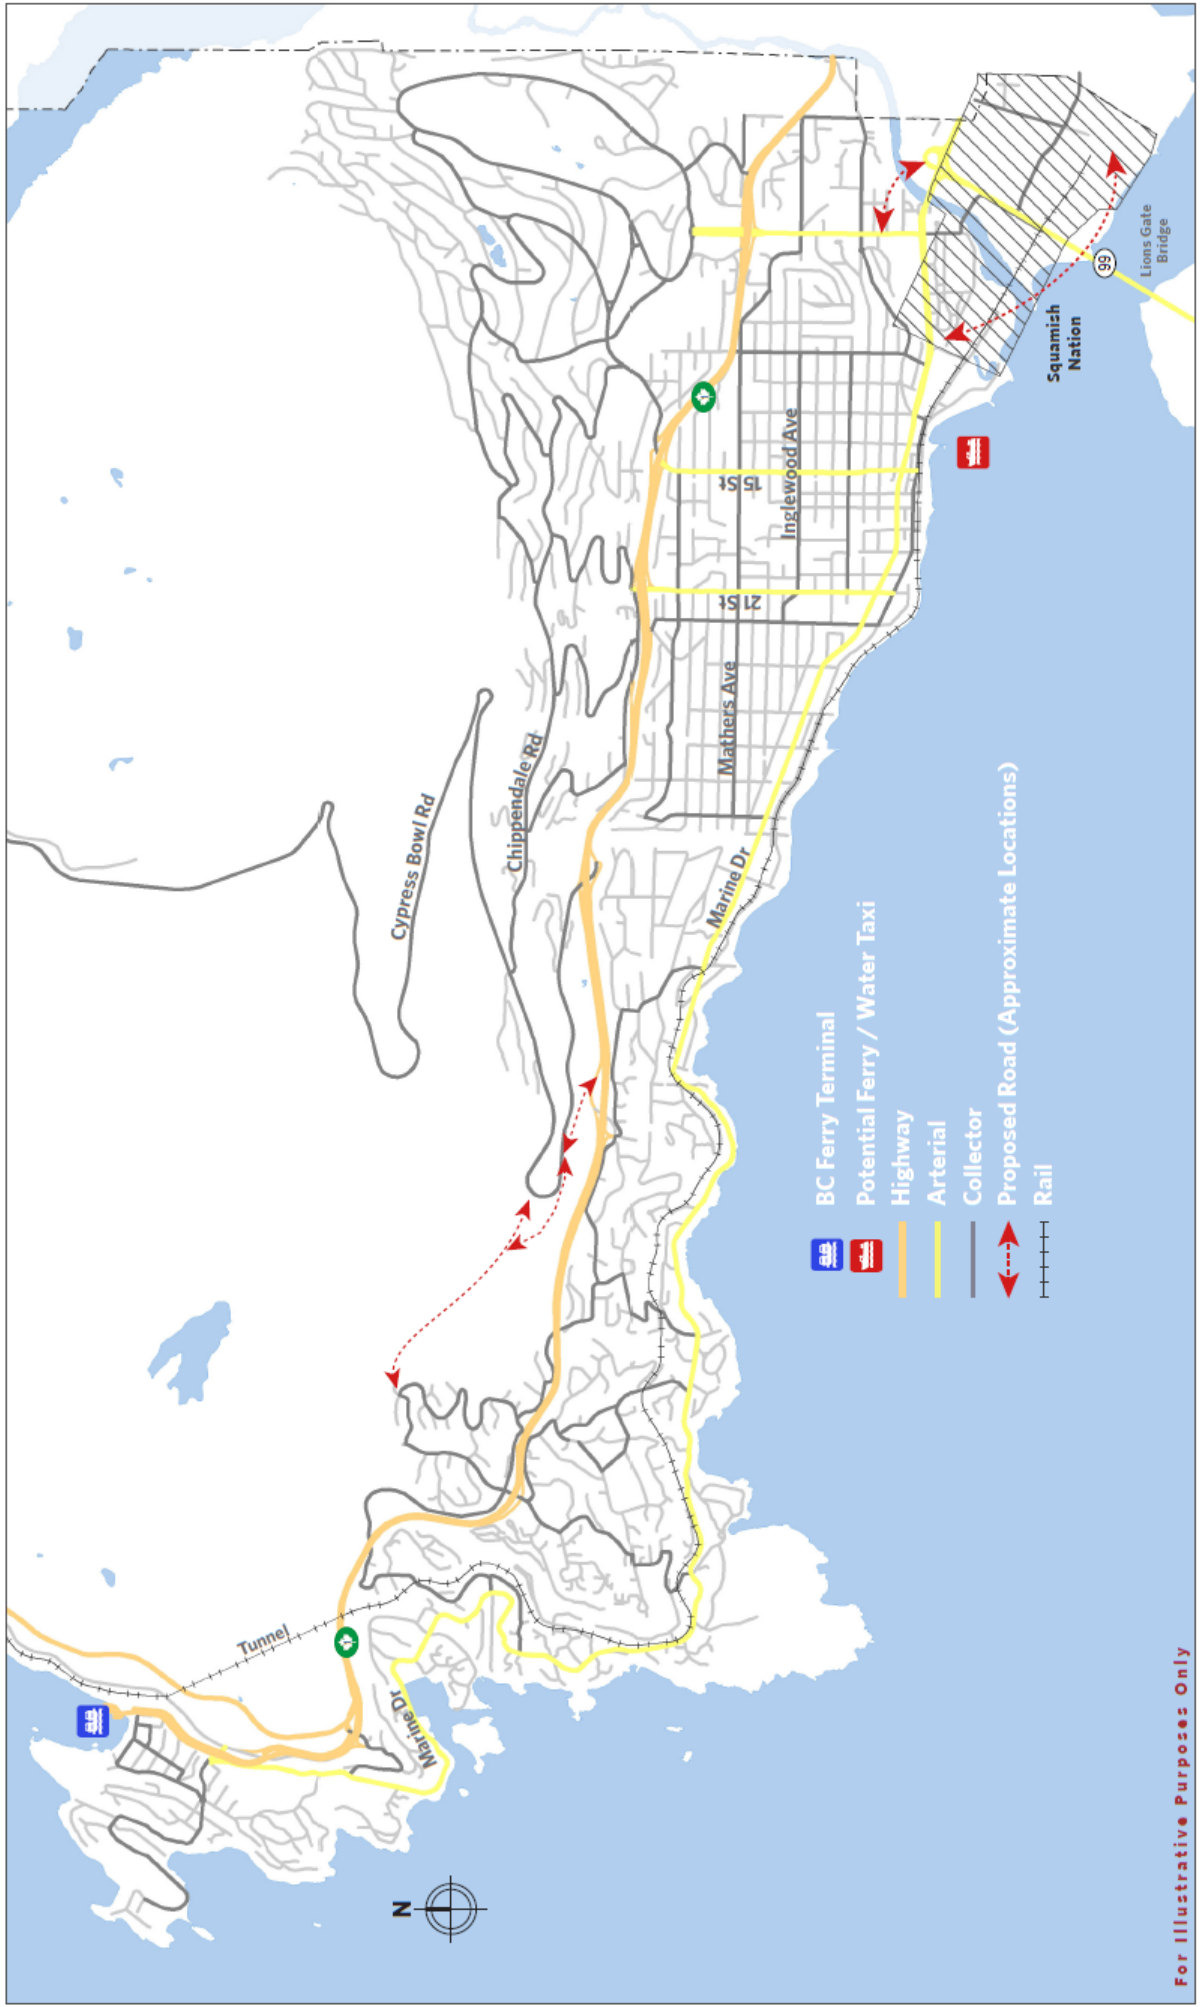 Tunnel
Marine Dr
N
Cypress Bowl Rd
Chippendale Rd
Mathers Ave
Marine Dr
21 St
15 St
Inglewood Ave
1
1
Squamish
Nation
99
Lions Gate
Bridge
BC Ferry Terminal
Potential Ferry / Water Taxi
Highway
Arterial
Collector
Proposed Road (Approximate Locations)
Rail
For Illustrative Purposes Only